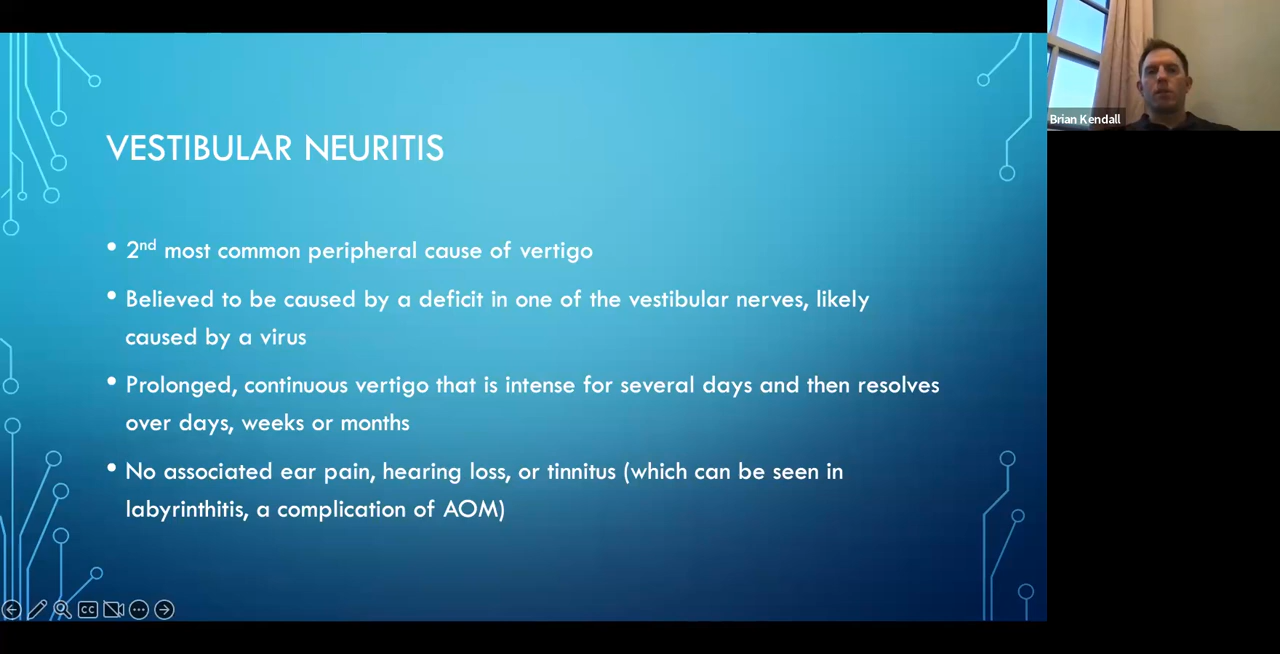 VESTIBULAR NEURITIS
• 2nd most common peripheral cause of vertigo
• Believed to be caused by a deficit in one of the vestibular nerves, likely
caused by a virus
• Prolonged, continuous vertigo that is intense for several days and then resolves
over days, weeks or months
• No associated ear pain, hearing loss, or tinnitus (which can be seen in
labyrinthitis, a complication of AOM)
Brian Kendall
CC